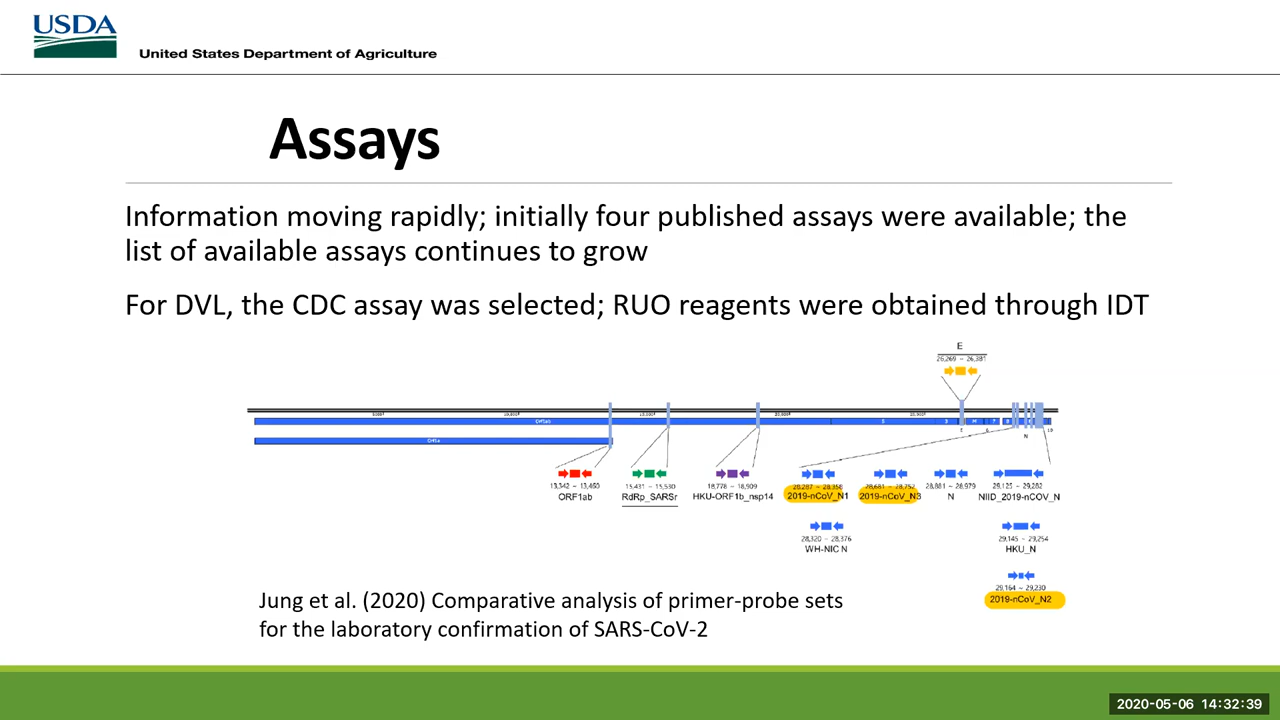 USDA
United States Department of Agriculture
Assays
Information moving rapidly; initially four published assays were available; the
list of available assays continues to grow
For DVL, the CDC assay was selected; RUO reagents were obtained through IDT
E
26,269 ~ 26,381
13,342 ~ 13,460
15,431 ~ 15,530
18,778 ~ 18,909
28,287 ~ 28,358
28,681 ~ 28,752
28,881 ~ 28,979
29,125 ~ 29,282
ORF1ab
RdRp_SARSr
HKU-ORF1b_nsp14
2019-nCoV_N1
2019-nCoV_N3
N
NIID_2019-nCOV_N
28,320 ~ 28,376
29,145 ~ 29,254
WH-NIC N
HKU_N
29,164 ~ 29,230
2019-nCoV_N2
Jung et al. (2020) Comparative analysis of primer-probe sets
for the laboratory confirmation of SARS-CoV-2
2020-05-06 14:32:39